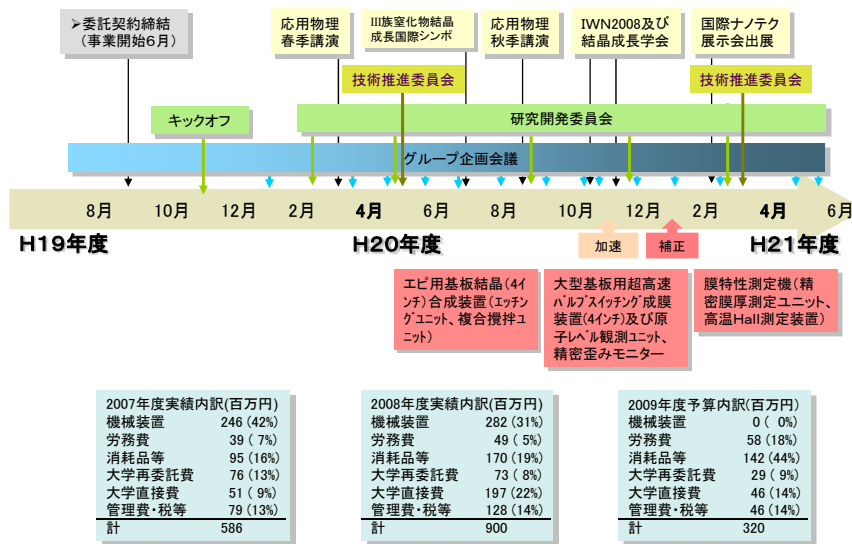 ➢委託契約締結
（事業開始６月）
応用物理
春季講演
Ⅲ族窒化物結晶
成長国際シンポ
応用物理
秋季講演
IWN2008及び
結晶成長学会
国際ナノテク
展示会出展
技術推進委員会
技術推進委員会
キックオフ
研究開発委員会
グループ企画会議
8月
10月
12月
2月
4月
6月
8月
10月
12月
2月
4月
6月
H19年度
H20年度
H21年度
加速
補正
エピ用基板結晶(4イ
ンチ)合成装置(エッチン
グユニット、複合攪拌ユ
ニット)
大型基板用超高速
バルブスイッチング成膜
装置(4インチ)及び原
子レベル観測ユニット、
精密歪みモニター
膜特性測定機(精
密膜厚測定ユニット、
高温Hall測定装置)
2007年度実績内訳(百万円)
機械装置 246 (42%)
労務費 39 ( 7%)
消耗品等 95 (16%)
大学再委託費 76 (13%)
大学直接費 51 ( 9%)
管理費・税等 79 (13%)
計 586
2008年度実績内訳(百万円)
機械装置 282 (31%)
労務費 49 ( 5%)
消耗品等 170 (19%)
大学再委託費 73 ( 8%)
大学直接費 197 (22%)
管理費・税等 128 (14%)
計 900
2009年度予算内訳(百万円)
機械装置 0 ( 0%)
労務費 58 (18%)
消耗品等 142 (44%)
大学再委託費 29 ( 9%)
大学直接費 46 (14%)
管理費・税等 46 (14%)
計 320